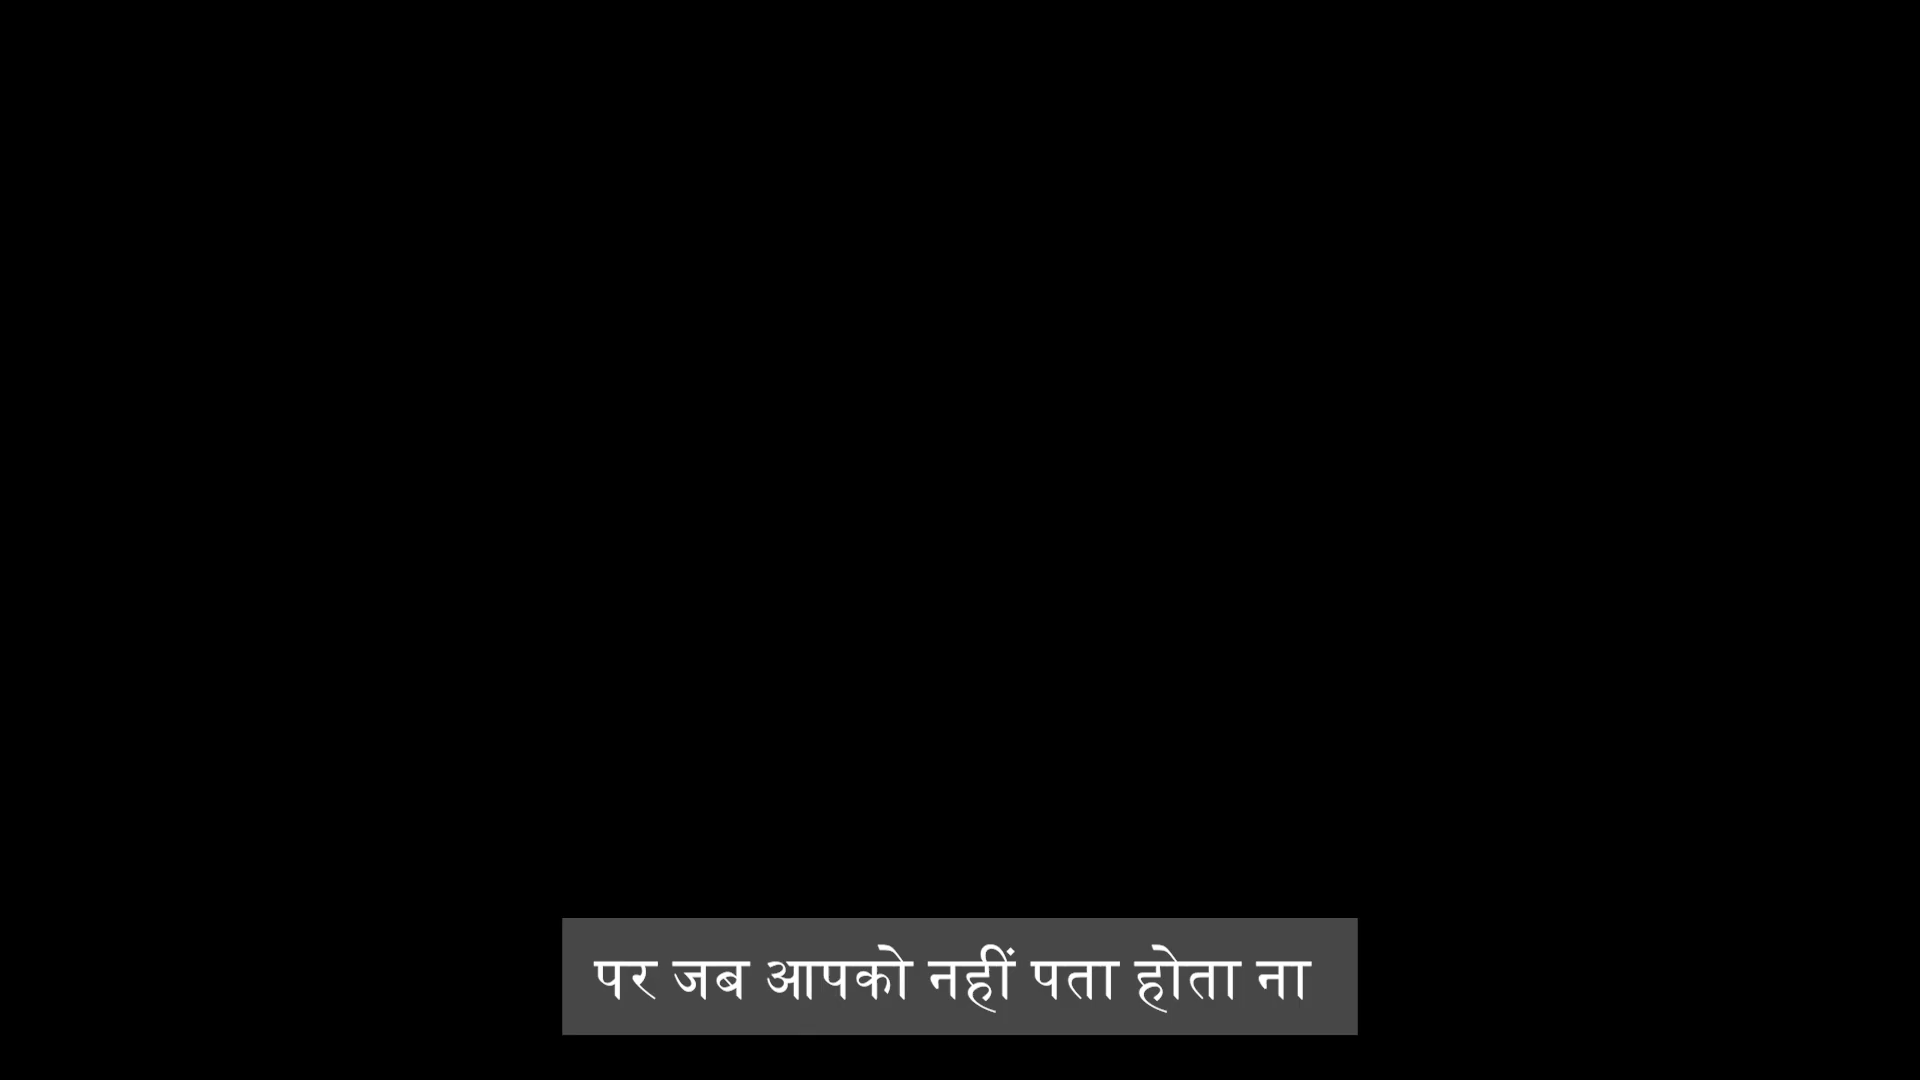 पर जब आपको नहीं पता होता ना